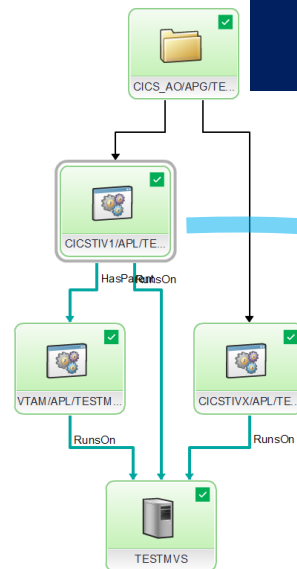 CICS_AO/APG/TE...
CICSTIV1/APL/TE...
HasParent
RunsOn
VTAM/APL/TESTM...
CICSTIVX/APL/TE...
RunsOn
RunsOn
TESTMVS